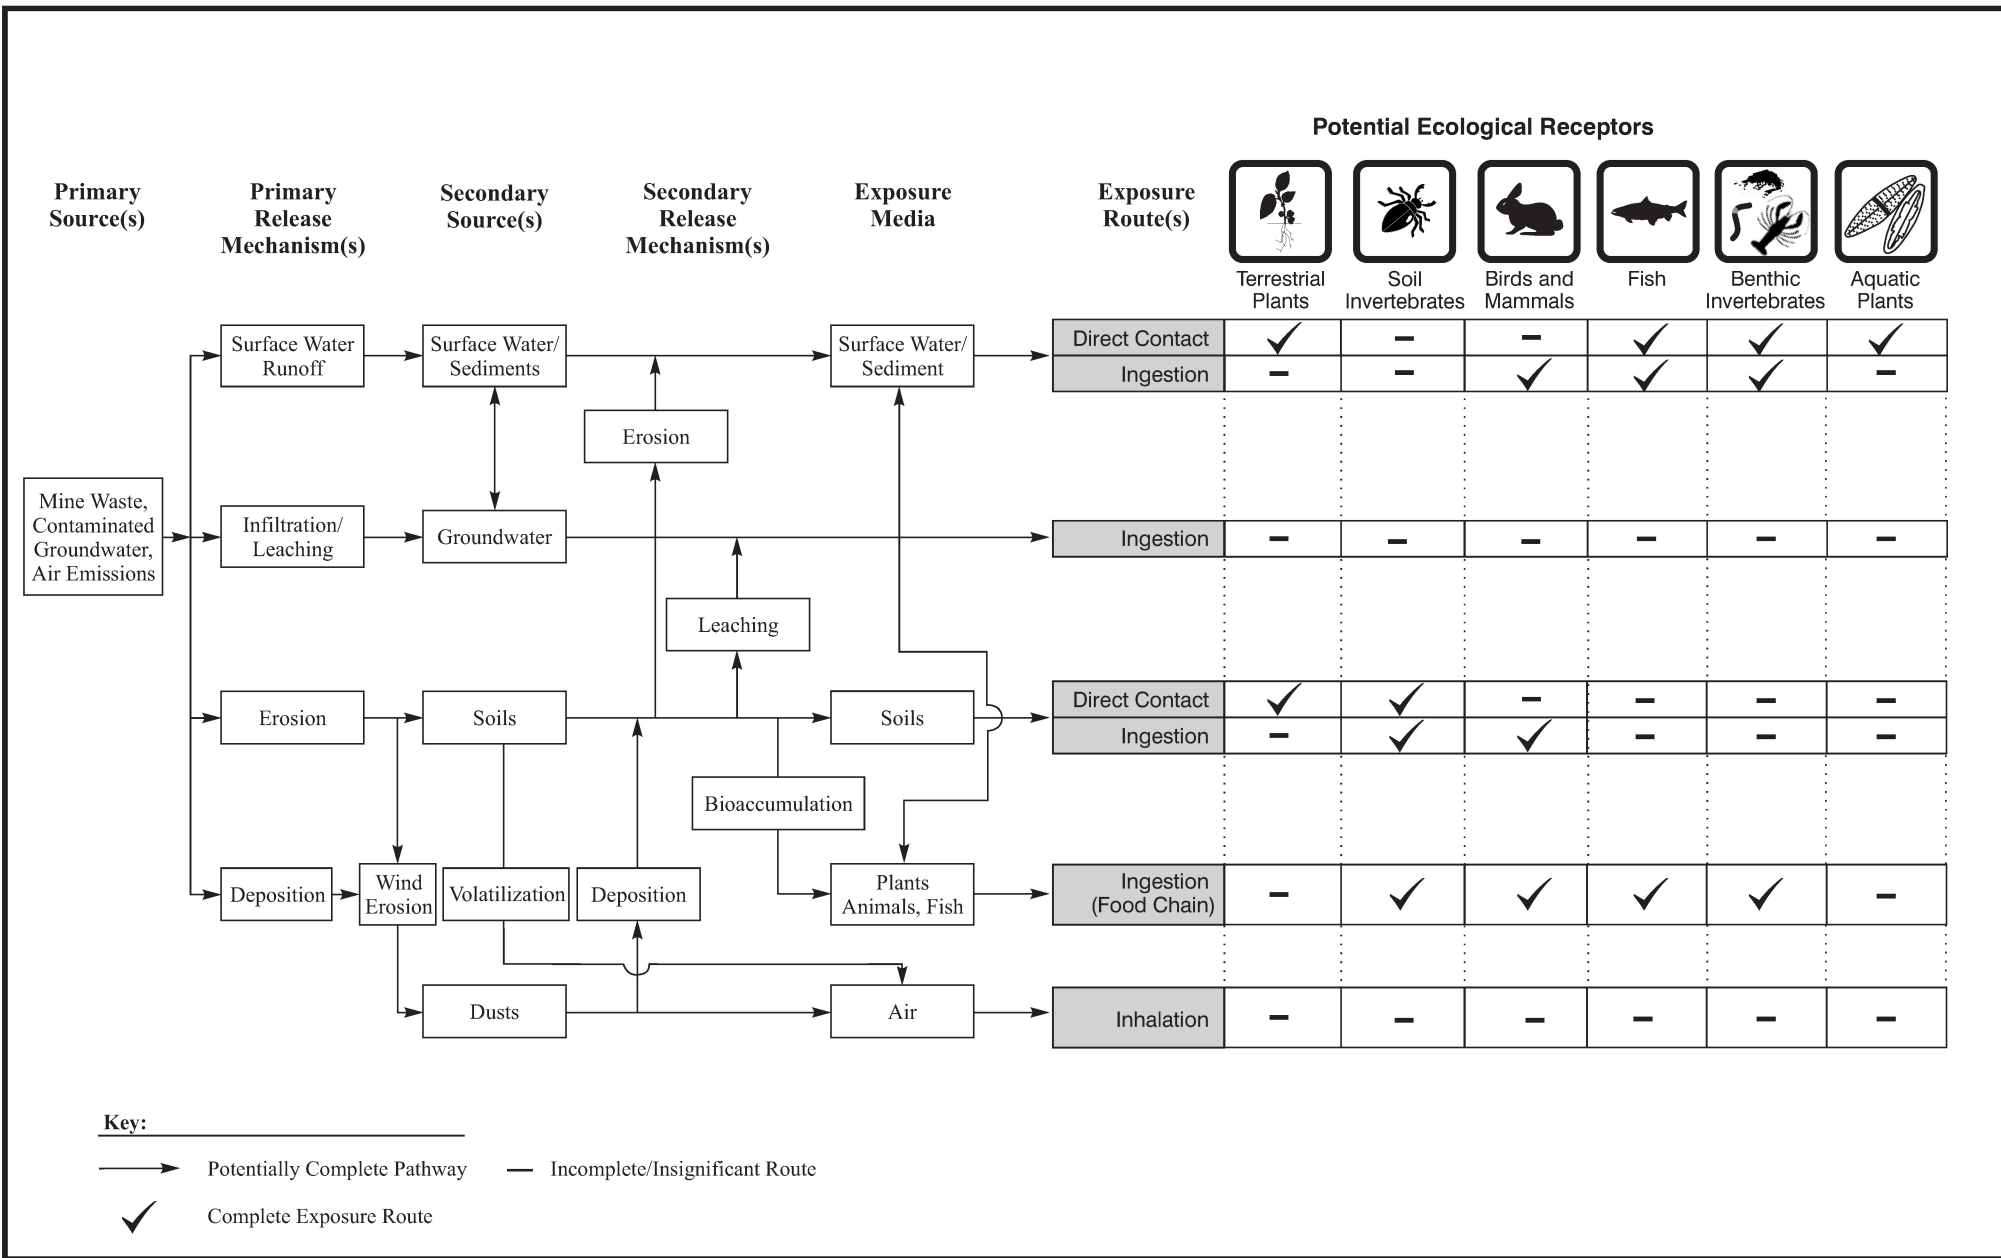 Potential Ecological Receptors
Primary
Source(s)
Primary
Release
Mechanism(s)
Secondary
Source(s)
Secondary
Release
Mechanism(s)
Exposure
Media
Exposure
Route(s)
Terrestrial
Plants
Soil
Invertebrates
Birds and
Mammals
Fish
Benthic
Invertebrates
Aquatic
Plants
Mine Waste,
Contaminated
Groundwater,
Air Emissions
Surface Water
Runoff
Surface Water/
Sediments
Erosion
Surface Water/
Sediment
Direct Contact
Ingestion
Infiltration/
Leaching
Groundwater
Leaching
Ingestion
Erosion
Soils
Soils
Direct Contact
Ingestion
Bioaccumulation
Deposition
Wind
Erosion
Volatilization
Deposition
Plants
Animals, Fish
Ingestion
(Food Chain)
Dusts
Air
Inhalation
Key:
Potentially Complete Pathway
Incomplete/Insignificant Route
Complete Exposure Route